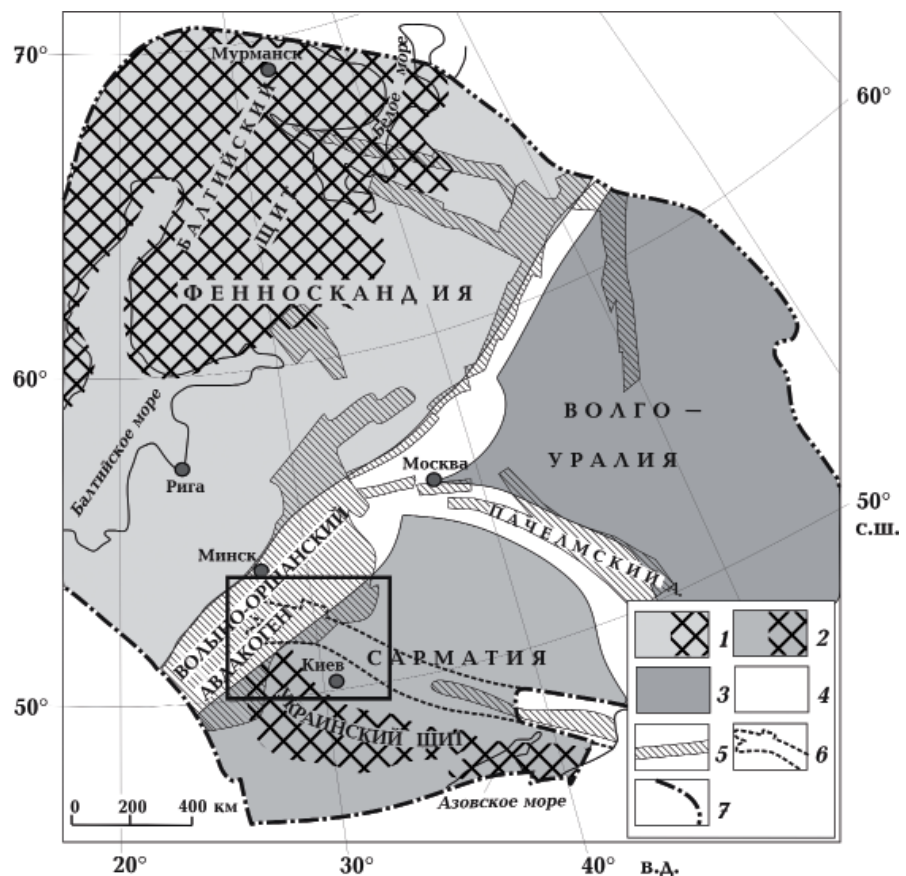 70°
Мурманск
Белое море
60°
БАЛТИЙСКИЙ
ЩИТ
ФЕННОСКАНДИЯ
60°
Балтийское море
Рига
ВОЛГО –
УРАЛИЯ
Москва
50°
с.ш.
ПАЧЕЛМСКИЙ А.
Минск
ВОЛЫНО-ОРШАНСКИЙ
АВЛАКОГЕН
САРМАТИЯ
Киев
УКРАИНСКИЙ ЩИТ
50°
Азовское море
0 200 400 км
1 2
3 4
5 6
7
20° 30° 40° в.д.